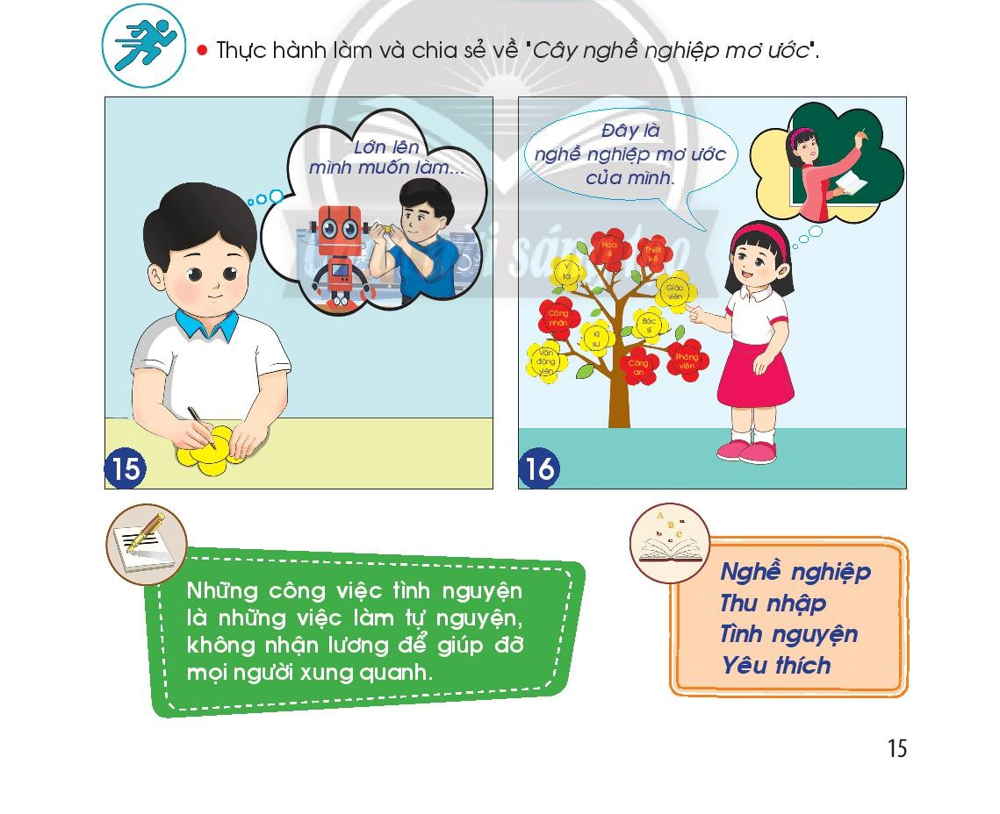 Thực hành làm và chia sẻ về "Cây nghề nghiệp mơ ước".
Lớn lên
mình muốn làm...
Đây là
nghề nghiệp mơ ước
của mình.
Họa
sĩ
Thiết
kế
Y
tá
Giáo
viên
Công
nhân
Bác
sĩ
Kĩ
sư
Vận
động
viên
Công
an
Phóng
viên
15
16
A
B
a
b
c
C
Những công việc tình nguyện
là những việc làm tự nguyện,
không nhận lương để giúp đỡ
mọi người xung quanh.
Nghề nghiệp
Thu nhập
Tình nguyện
Yêu thích
15